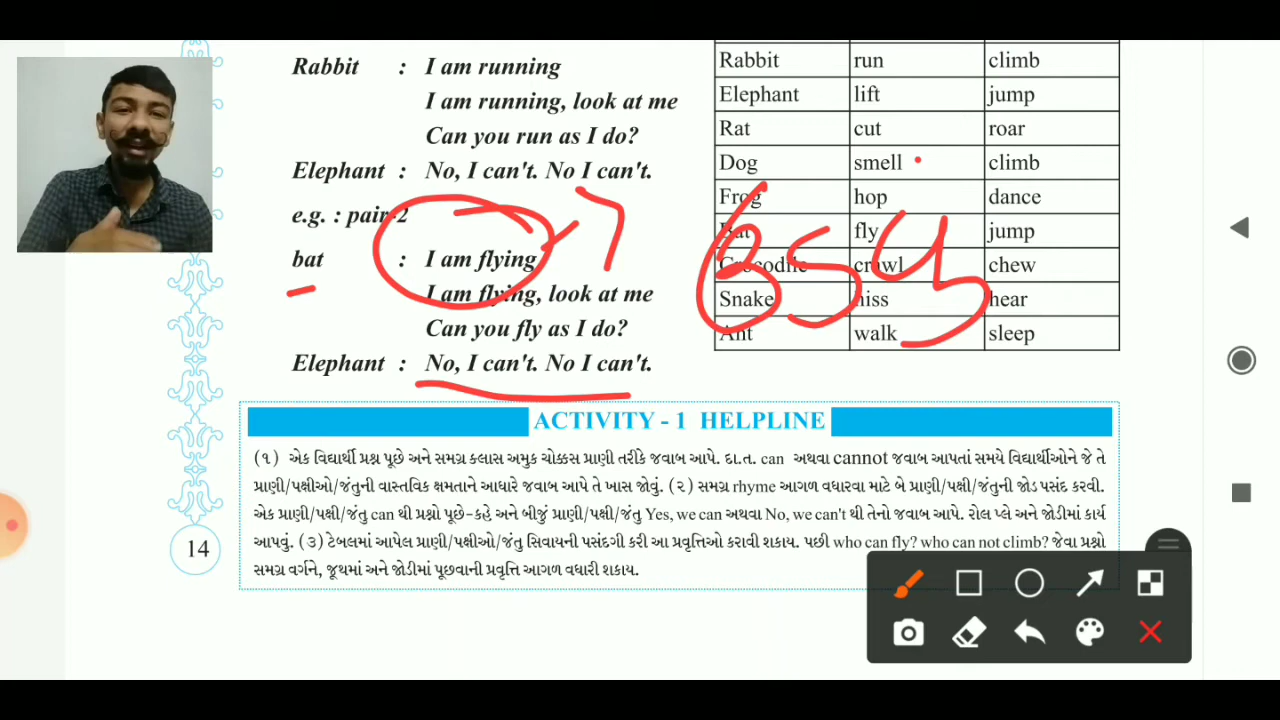 Rabbit : I am running
I am running, look at me
Can you run as I do?
Elephant : No, I can't. No I can't.
e.g. : pair-2
bat : I am flying
I am flying, look at me
Can you fly as I do?
Elephant : No, I can't. No I can't.
Rabbit run climb
Elephant lift jump
Rat cut roar
Dog smell climb
Frog hop dance
Bat fly jump
Crocodile crawl chew
Snake hiss hear
Ant walk sleep
ACTIVITY - 1 HELPLINE
(૧) એક વિદ્યાર્થી પ્રશ્ન પૂછે અને સમગ્ર ક્લાસ અમુક ચોક્કસ પ્રાણી તરીકે જવાબ આપે. દા.ત. can અથવા cannot જવાબ આપતાં સમયે વિદ્યાર્થીઓને જે તે
પ્રાણી/પક્ષીઓ/જંતુની વાસ્તવિક ક્ષમતાને આધારે જવાબ આપે તે ખાસ જોવું. (૨) સમગ્ર rhyme આગળ વધારવા માટે બે પ્રાણી/પક્ષી/જંતુની જોડ પસંદ કરવી.
એક પ્રાણી/પક્ષી/જંતુ can થી પ્રશ્નો પૂછે-કહે અને બીજું પ્રાણી/પક્ષી/જંતુ Yes, we can અથવા No, we can't થી તેનો જવાબ આપે. રોલ પ્લે અને જોડીમાં કાર્ય
આપવું. (૩) ટેબલમાં આપેલ પ્રાણી/પક્ષીઓ/જંતુ સિવાયની પસંદગી કરી આ પ્રવૃત્તિઓ કરાવી શકાય. પછી who can fly? who can not climb? જેવા પ્રશ્નો
સમગ્ર વર્ગને, જૂથમાં અને જોડીમાં પૂછવાની પ્રવૃત્તિ આગળ વધારી શકાય.
14